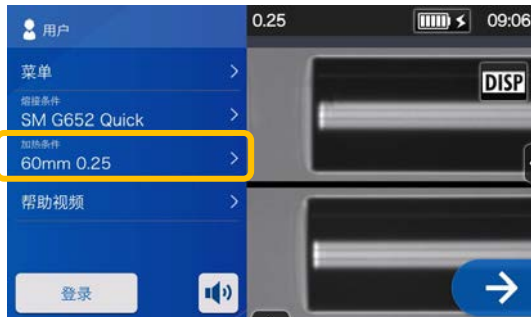 用户
0.25
09:06
菜单
DISP
熔接条件
SM G652 Quick
加热条件
60mm 0.25
帮助视频
登录